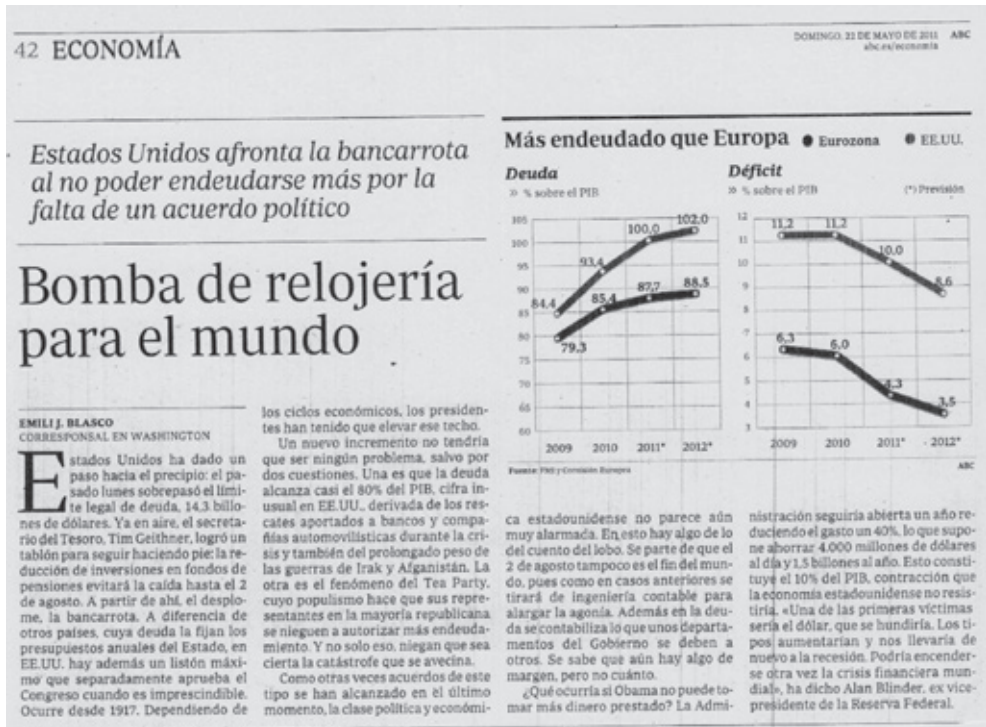 42 ECONOMÍA
DOMINGO, 22 DE MAYO DE 2011 ABC
abc.es/economia
Estados Unidos afronta la bancarrota
al no poder endeudarse más por la
falta de un acuerdo político
Bomba de relojería
para el mundo
EMILI J. BLASCO
CORRESPONSAL EN WASHINGTON
Estados Unidos ha dado un
paso hacia el precipio: el pa-
sado lunes sobrepasó el lími-
te legal de deuda, 14,3 billo-
nes de dólares. Ya en aire, el secreta-
rio del Tesoro, Tim Geithner, logró un
tablón para seguir haciendo pie: la re-
ducción de inversiones en fondos de
pensiones evitará la caída hasta el 2
de agosto. A partir de ahí, el desplo-
me, la bancarrota. A diferencia de
otros países, cuya deuda la fijan los
presupuestos anuales del Estado, en
EE.UU. hay además un listón máxi-
mo que separadamente aprueba el
Congreso cuando es imprescindible.
Ocurre desde 1917. Dependiendo de
los ciclos económicos, los presiden-
tes han tenido que elevar ese techo.
Un nuevo incremento no tendría
que ser ningún problema, salvo por
dos cuestiones. Una es que la deuda
alcanza casi el 80% del PIB, cifra in-
usual en EE.UU., derivada de los res-
cates aportados a bancos y compa-
ñías automovilísticas durante la cri-
sis y también del prolongado peso de
las guerras de Irak y Afganistán. La
otra es el fenómeno del Tea Party,
cuyo populismo hace que sus repre-
sentantes en la mayoría republicana
se nieguen a autorizar más endeuda-
miento. Y no solo eso, niegan que sea
cierta la catástrofe que se avecina.
Como otras veces acuerdos de este
tipo se han alcanzado en el último
momento, la clase política y económi-
Más endeudado que Europa Eurozona EE.UU.
Deuda
» % sobre el PIB
105
100
95
90
85
80
75
70
65
60
84,4
93,4
100,0
102,0
79,3
85,4
87,7
88,5
2009 2010 2011* 2012*
Déficit
» % sobre el PIB (*) Previsión
12
11
10
9
8
7
6
5
4
3
11,2
11,2
10,0
8,6
6,3
6,0
4,3
3,5
2009 2010 2011* 2012*
Fuente: FMI y Comisión Europea
ABC
ca estadounidense no parece aún
muy alarmada. En esto hay algo de lo
del cuento del lobo. Se parte de que el
2 de agosto tampoco es el fin del mun-
do, pues como en casos anteriores se
tirará de ingeniería contable para
alargar la agonía. Además en la deu-
da se contabiliza lo que unos departa-
mentos del Gobierno se deben a
otros. Se sabe que aún hay algo de
margen, pero no cuánto.
¿Qué ocurría si Obama no puede to-
mar más dinero prestado? La Admi-
nistración seguiría abierta un año re-
duciendo el gasto un 40%, lo que supo-
ne ahorrar 4.000 millones de dólares
al día y 1,5 billones al año. Esto consti-
tuye el 10% del PIB, contracción que
la economía estadounidense no resis-
tiría. «Una de las primeras víctimas
sería el dólar, que se hundiría. Los ti-
pos aumentarían y nos llevaría de
nuevo a la recesión. Podría encender-
se otra vez la crisis financiera mun-
dial», ha dicho Alan Blinder, ex vice-
presidente de la Reserva Federal.